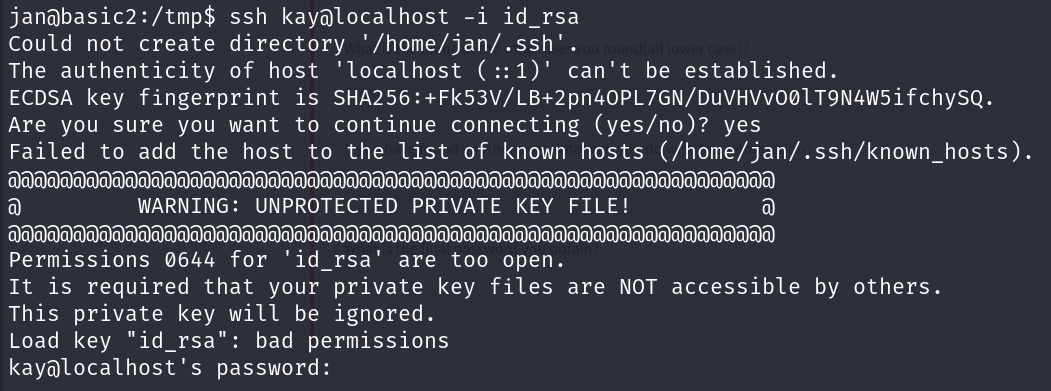 jan@basic2:/tmp$ ssh kay@localhost -i id_rsa
Could not create directory '/home/jan/.ssh'.
The authenticity of host 'localhost (::1)' can't be established.
ECDSA key fingerprint is SHA256:+Fk53V/LB+2pn4OPL7GN/DuVHVvO0lT9N4W5ifchySQ.
Are you sure you want to continue connecting (yes/no)? yes
Failed to add the host to the list of known hosts (/home/jan/.ssh/known_hosts).
@@@@@@@@@@@@@@@@@@@@@@@@@@@@@@@@@@@@@@@@@@@@@@@@@@@@@@@@@@@
@         WARNING: UNPROTECTED PRIVATE KEY FILE!          @
@@@@@@@@@@@@@@@@@@@@@@@@@@@@@@@@@@@@@@@@@@@@@@@@@@@@@@@@@@@
Permissions 0644 for 'id_rsa' are too open.
It is required that your private key files are NOT accessible by others.
This private key will be ignored.
Load key "id_rsa": bad permissions
kay@localhost's password: